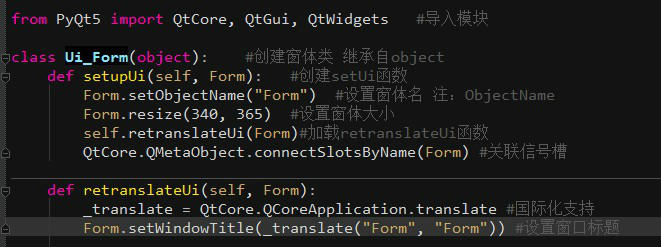 from PyQt5 import QtCore, QtGui, QtWidgets   #导入模块
class Ui_Form(object):   #创建窗体类 继承自object
    def setupUi(self, Form):   #创建setUi函数
        Form.setObjectName("Form")  #设置窗体名 注：ObjectName
        Form.resize(340, 365) #设置窗体大小
        self.retranslateUi(Form)#加载retranslateUi函数
        QtCore.QMetaObject.connectSlotsByName(Form) #关联信号槽
    def retranslateUi(self, Form):
        _translate = QtCore.QCoreApplication.translate #国际化支持
        Form.setWindowTitle(_translate("Form", "Form")) #设置窗口标题